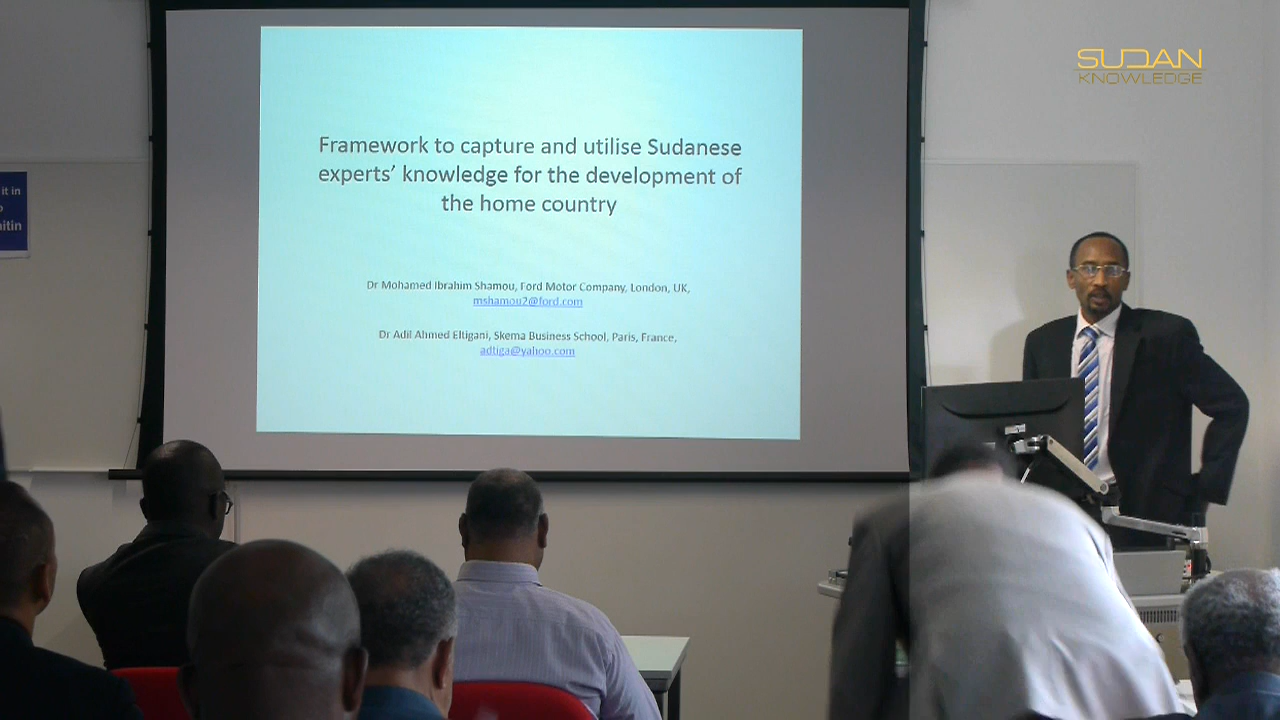 SUDAN
KNOWLEDGE
Framework to capture and utilise Sudanese
experts’ knowledge for the development of
the home country
Dr Mohamed Ibrahim Shamou, Ford Motor Company, London, UK,
mshamou2@ford.com
Dr Adil Ahmed Eltigani, Skema Business School, Paris, France,
adtiga@yahoo.com
it in